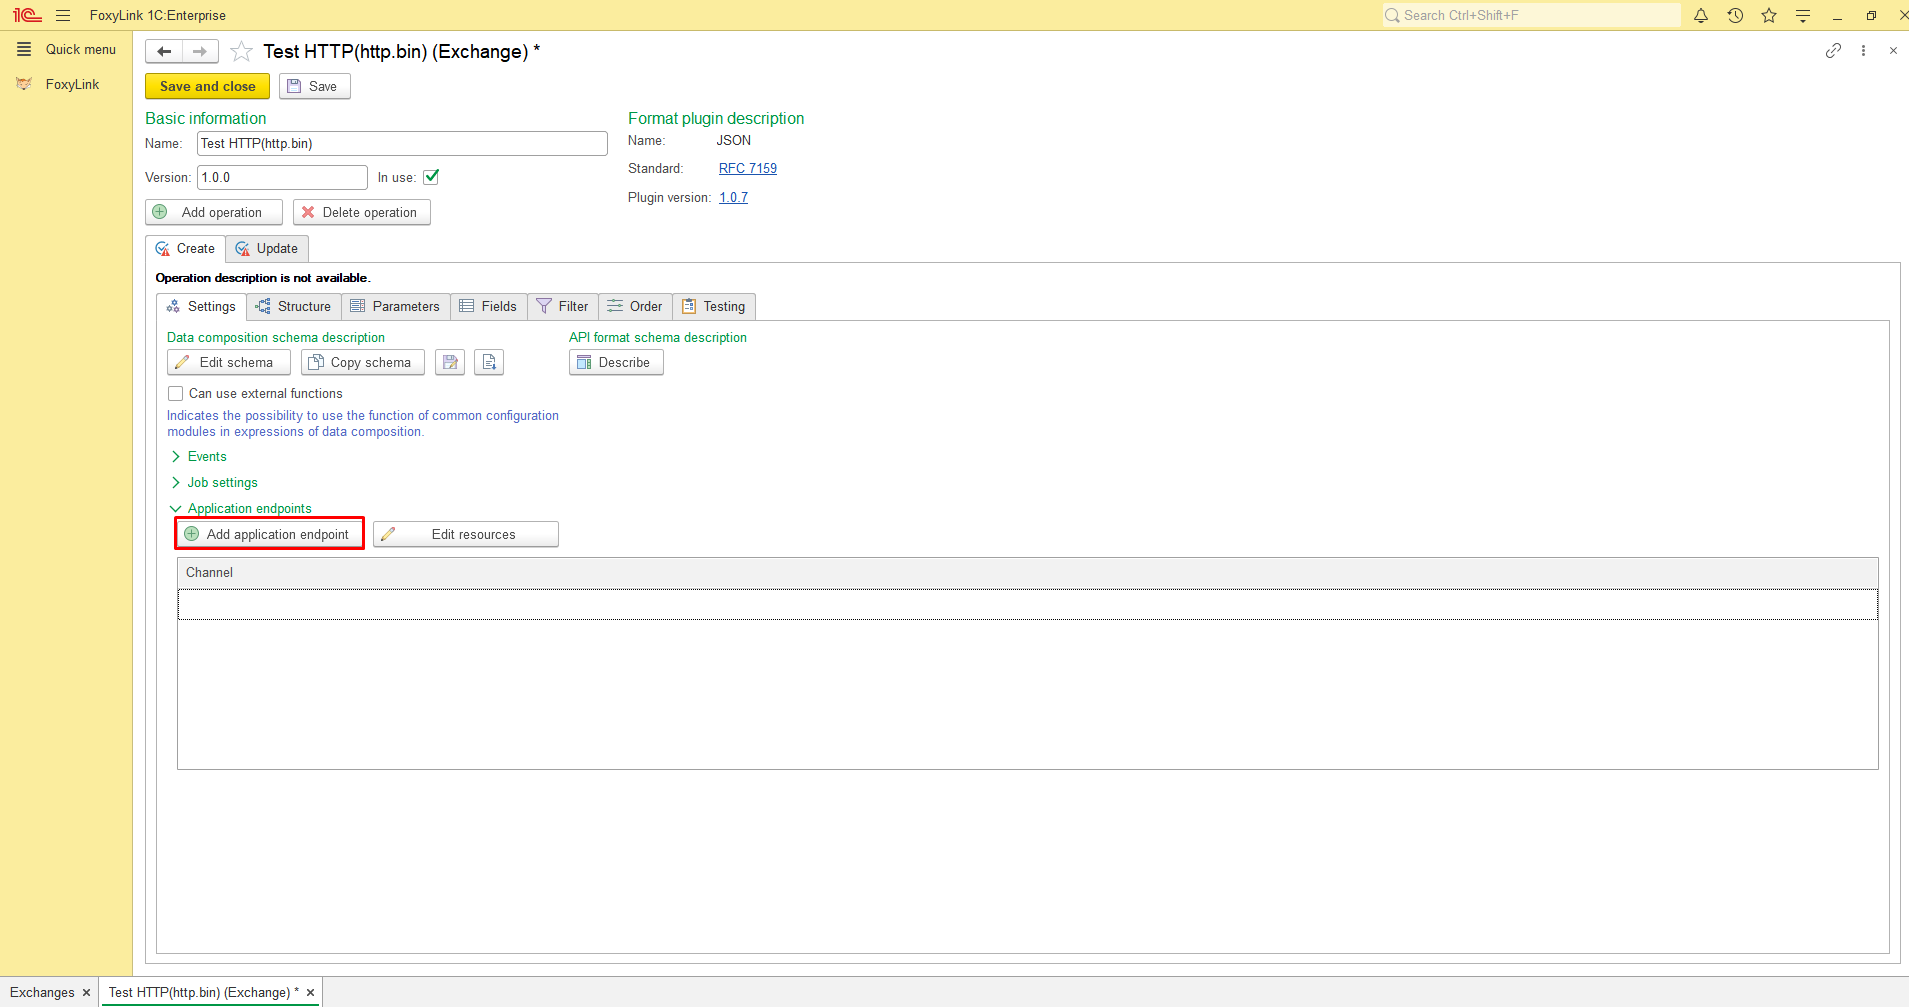 1C FoxyLink 1C:Enterprise
Search Ctrl+Shift+F
Quick menu
FoxyLink
Test HTTP(http.bin) (Exchange) *
Save and close
Save
Basic information
Name:
Test HTTP(http.bin)
Version:
1.0.0
In use:
Add operation
Delete operation
Format plugin description
Name:
JSON
Standard:
RFC 7159
Plugin version:
1.0.7
Create
Update
Operation description is not available.
Settings
Structure
Parameters
Fields
Filter
Order
Testing
Data composition schema description
Edit schema
Copy schema
API format schema description
Describe
Can use external functions
Indicates the possibility to use the function of common configuration
modules in expressions of data composition.
Events
Job settings
Application endpoints
Add application endpoint
Edit resources
Channel
Exchanges
Test HTTP(http.bin) (Exchange) *